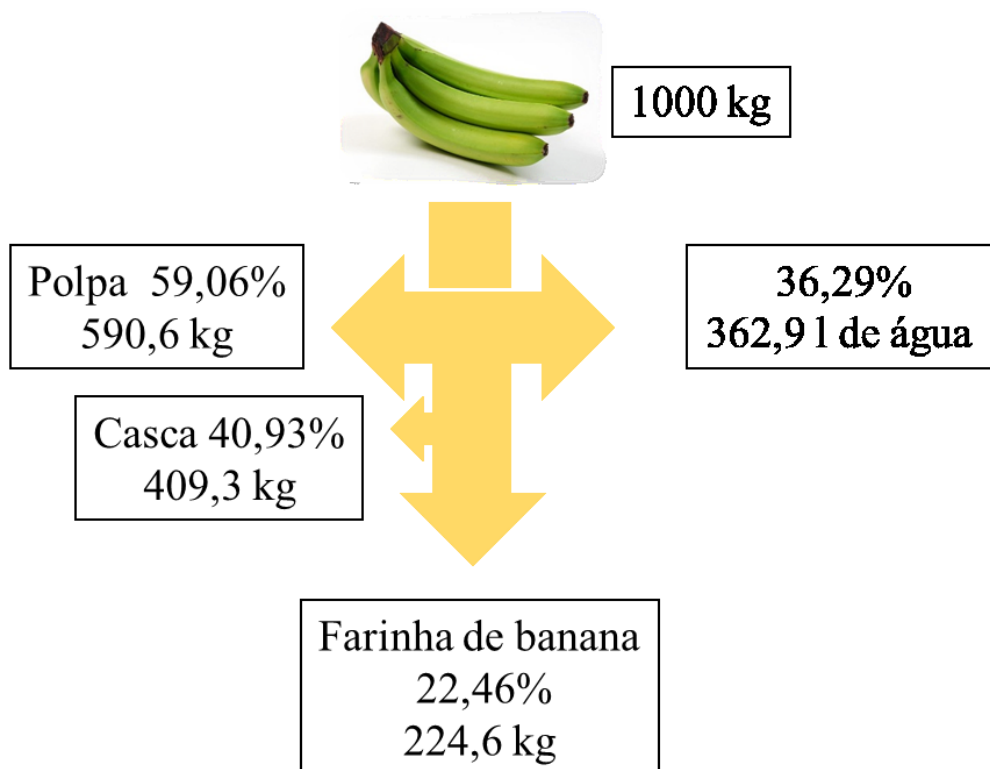 1000 kg
Polpa 59,06%
590,6 kg
36,29%
362,9 l de água
Casca 40,93%
409,3 kg
Farinha de banana
22,46%
224,6 kg